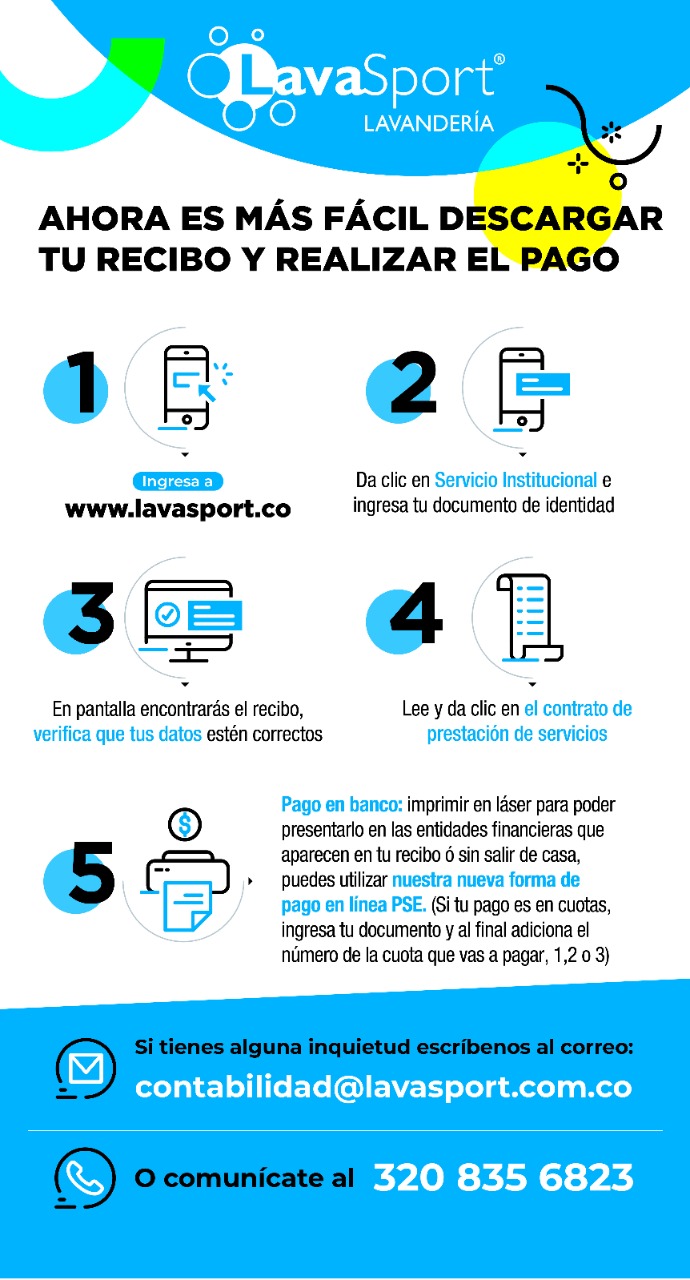 LavaSport®
LAVANDERÍA
AHORA ES MÁS FÁCIL DESCARGAR
TU RECIBO Y REALIZAR EL PAGO
1
Ingresa a
www.lavasport.co
2
Da clic en Servicio Institucional e
ingresa tu documento de identidad
3
En pantalla encontrarás el recibo,
verifica que tus datos estén correctos
4
Lee y da clic en el contrato de
prestación de servicios
5
$
Pago en banco: imprimir en láser para poder
presentarlo en las entidades financieras que
aparecen en tu recibo ó sin salir de casa,
puedes utilizar nuestra nueva forma de
pago en línea PSE. (Si tu pago es en cuotas,
ingresa tu documento y al final adiciona el
número de la cuota que vas a pagar, 1,2 o 3)
Si tienes alguna inquietud escríbenos al correo:
contabilidad@lavasport.com.co
O comunícate al 320 835 6823